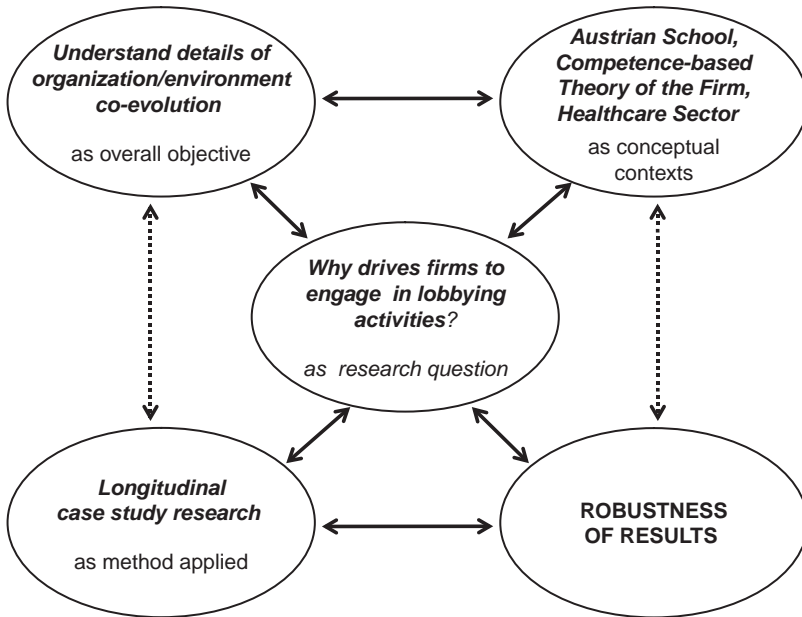 Understand details of
organization/environment
co-evolution
as overall objective
Austrian School,
Competence-based
Theory of the Firm,
Healthcare Sector
as conceptual
contexts
Why drives firms to
engage in lobbying
activities?
as research question
Longitudinal
case study research
as method applied
ROBUSTNESS
OF RESULTS